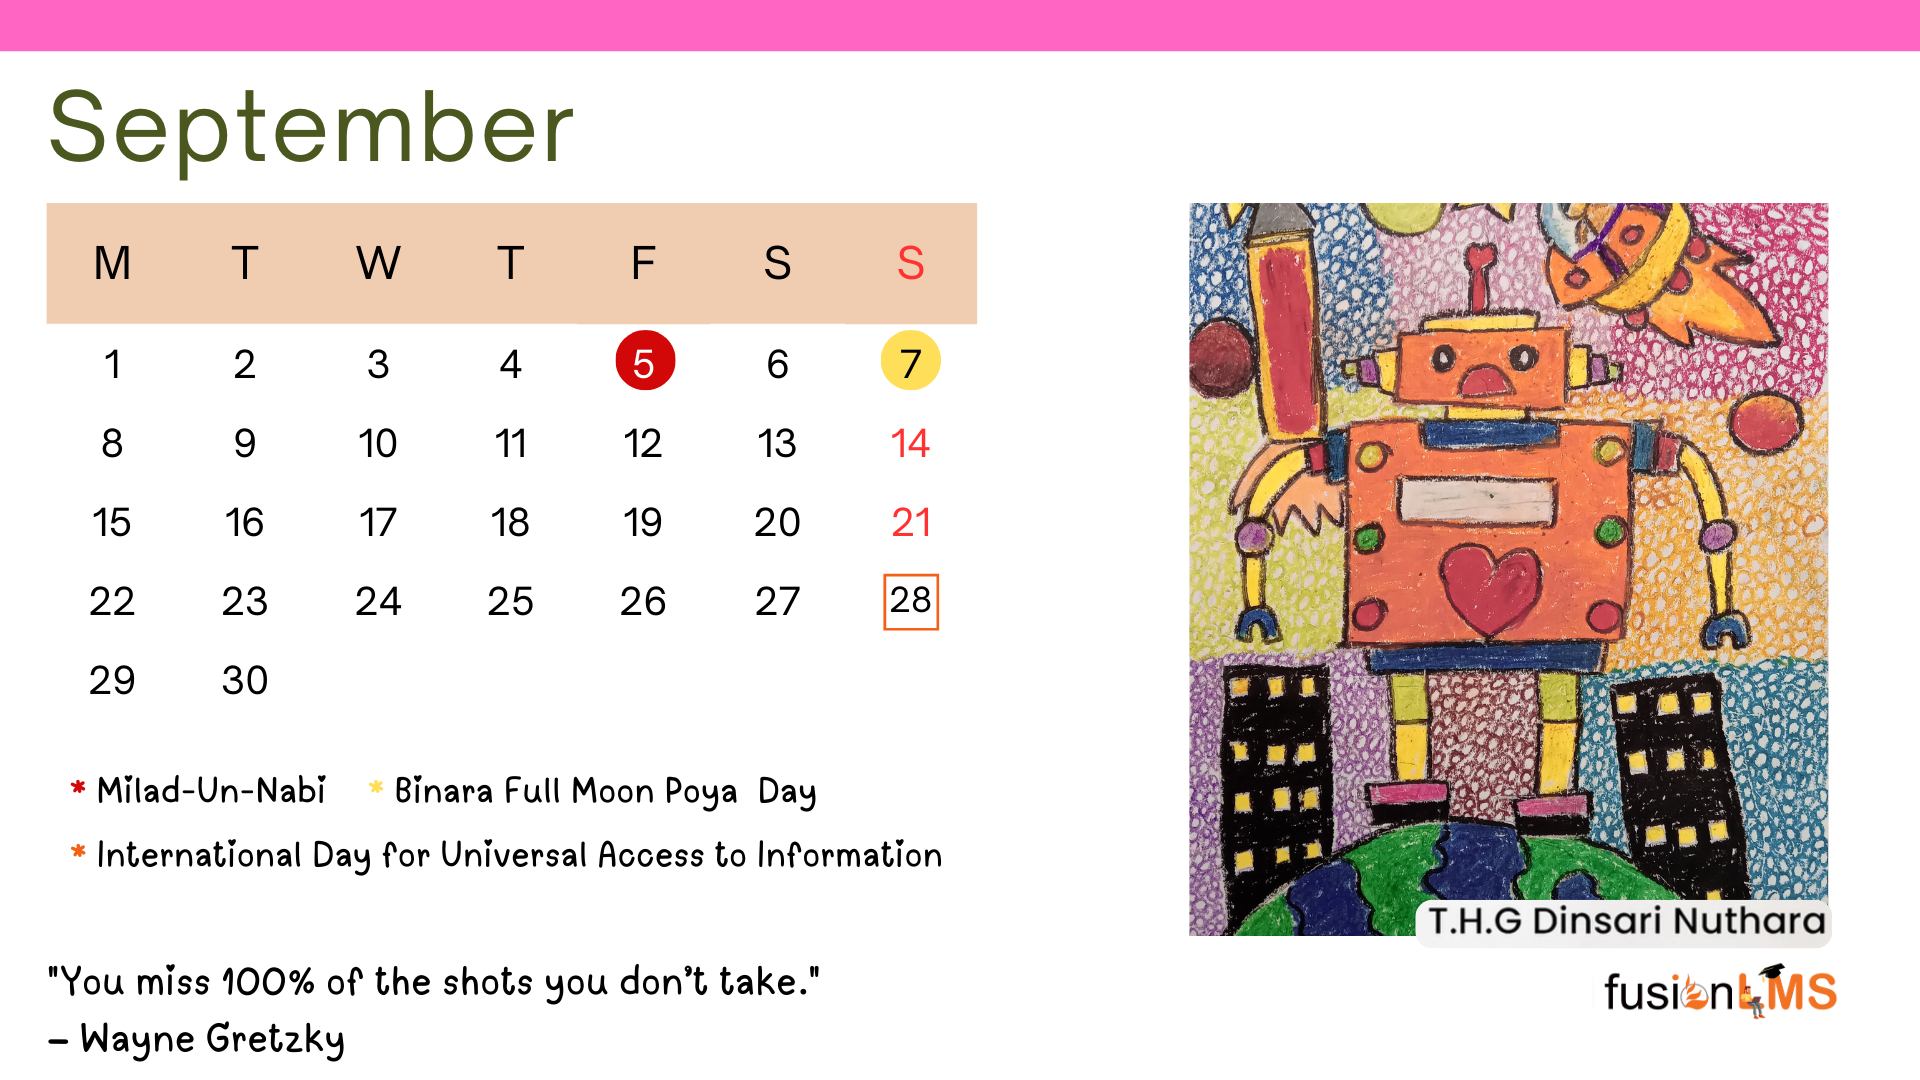 September
M T W T F S S
1 2 3 4 5 6 7
8 9 10 11 12 13 14
15 16 17 18 19 20 21
22 23 24 25 26 27 28
29 30
* Milad-Un-Nabi * Binara Full Moon Poya Day
* International Day for Universal Access to Information
"You miss 100% of the shots you don't take."
– Wayne Gretzky
T.H.G Dinsari Nuthara
fusionLMS